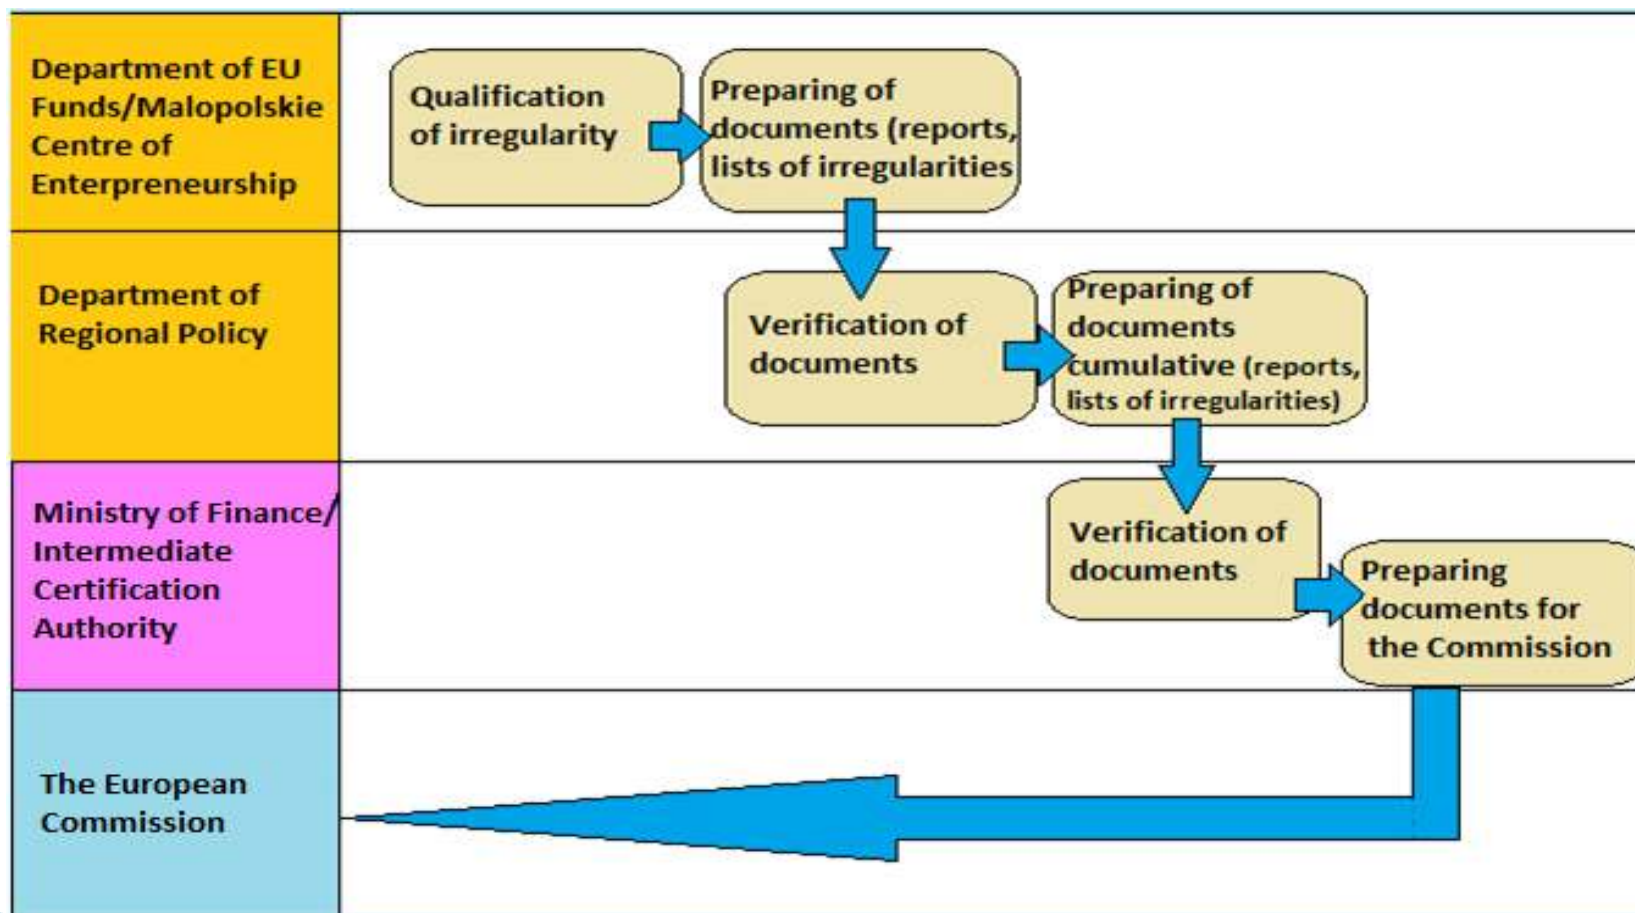 Department of EU
Funds/Malopolskie
Centre of
Enterpreneurship
Qualification
of irregularity
Preparing of
documents (reports,
lists of irregularities
Department of
Regional Policy
Verification of
documents
Preparing of
documents
cumulative (reports,
lists of irregularities)
Ministry of Finance/
Intermediate
Certification
Authority
Verification of
documents
Preparing
documents for
the Commission
The European
Commission